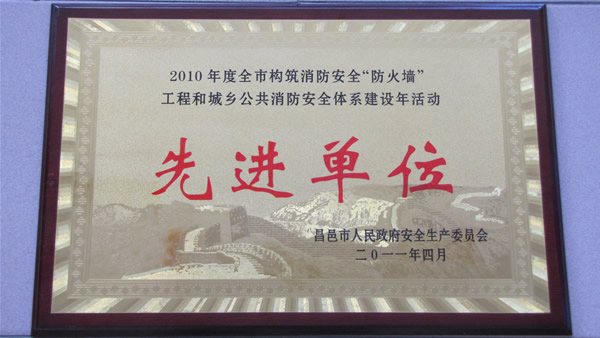 2010 年度全市构筑消防安全“防火墙”
工程和城乡公共消防安全体系建设年活动
先进单位
昌邑市人民政府安全生产委员会
二0一一年四月